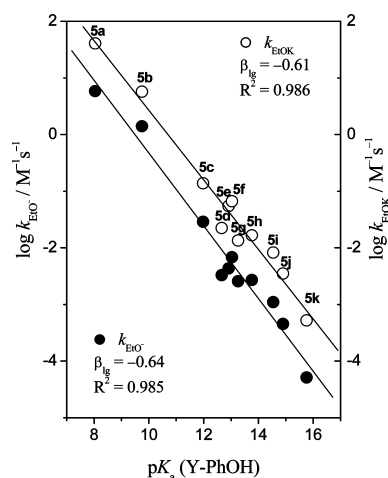 5a
5b
5c
5e
5f
5d
5g
5h
5i
5j
5k
○ k_EtOK
β_lg = –0.61
R² = 0.986
● k_EtO⁻
β_lg = –0.64
R² = 0.985
log k_EtO⁻ / M⁻¹s⁻¹
log k_EtOK / M⁻¹s⁻¹
2
0
-2
-4
2
0
-2
-4
8 10 12 14 16
pKₐ (Y-PhOH)